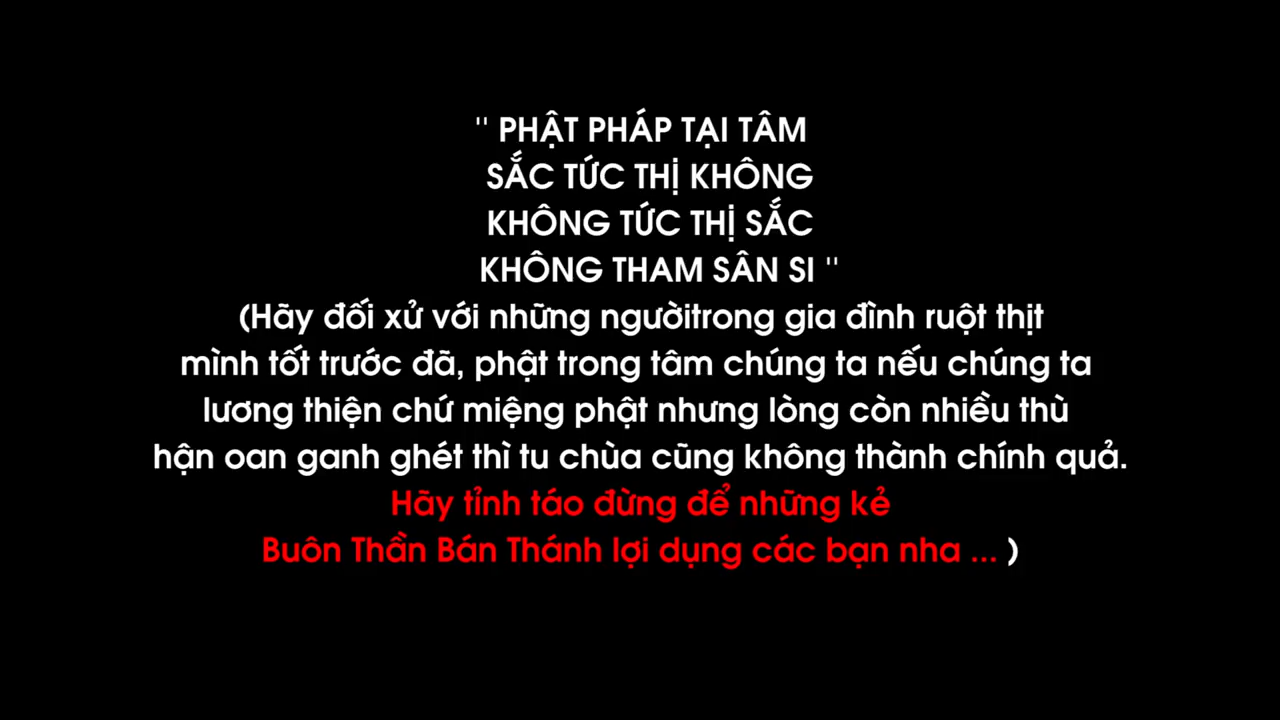 " PHẬT PHÁP TẠI TÂM
SẮC TỨC THỊ KHÔNG
KHÔNG TỨC THỊ SẮC
KHÔNG THAM SÂN SI "
(Hãy đối xử với những ngườitrong gia đình ruột thịt
mình tốt trước đã, phật trong tâm chúng ta nếu chúng ta
lương thiện chứ miệng phật nhưng lòng còn nhiều thù
hận oan ganh ghét thì tu chùa cũng không thành chính quả.
Hãy tỉnh táo đừng để những kẻ
Buôn Thần Bán Thánh lợi dụng các bạn nha ... )